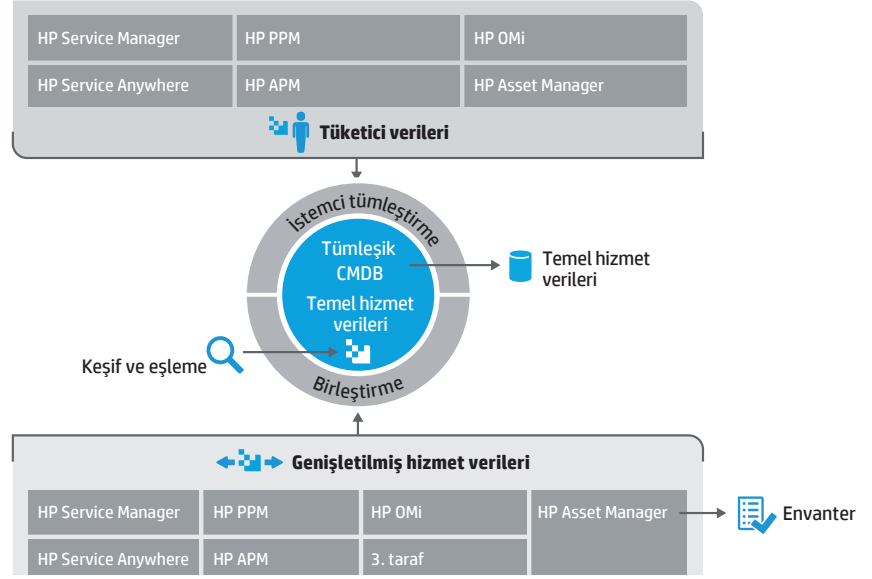 HP Service Manager
HP PPM
HP OMi
HP Service Anywhere
HP APM
HP Asset Manager
Tüketici verileri
İstemci tümleştirme
Tümleşik
CMDB
Temel hizmet
verileri
Temel hizmet
verileri
Keşif ve eşleme
Birleştirme
Genişletilmiş hizmet verileri
HP Service Manager
HP PPM
HP OMi
HP Asset Manager
Envanter
HP Service Anywhere
HP APM
3. taraf